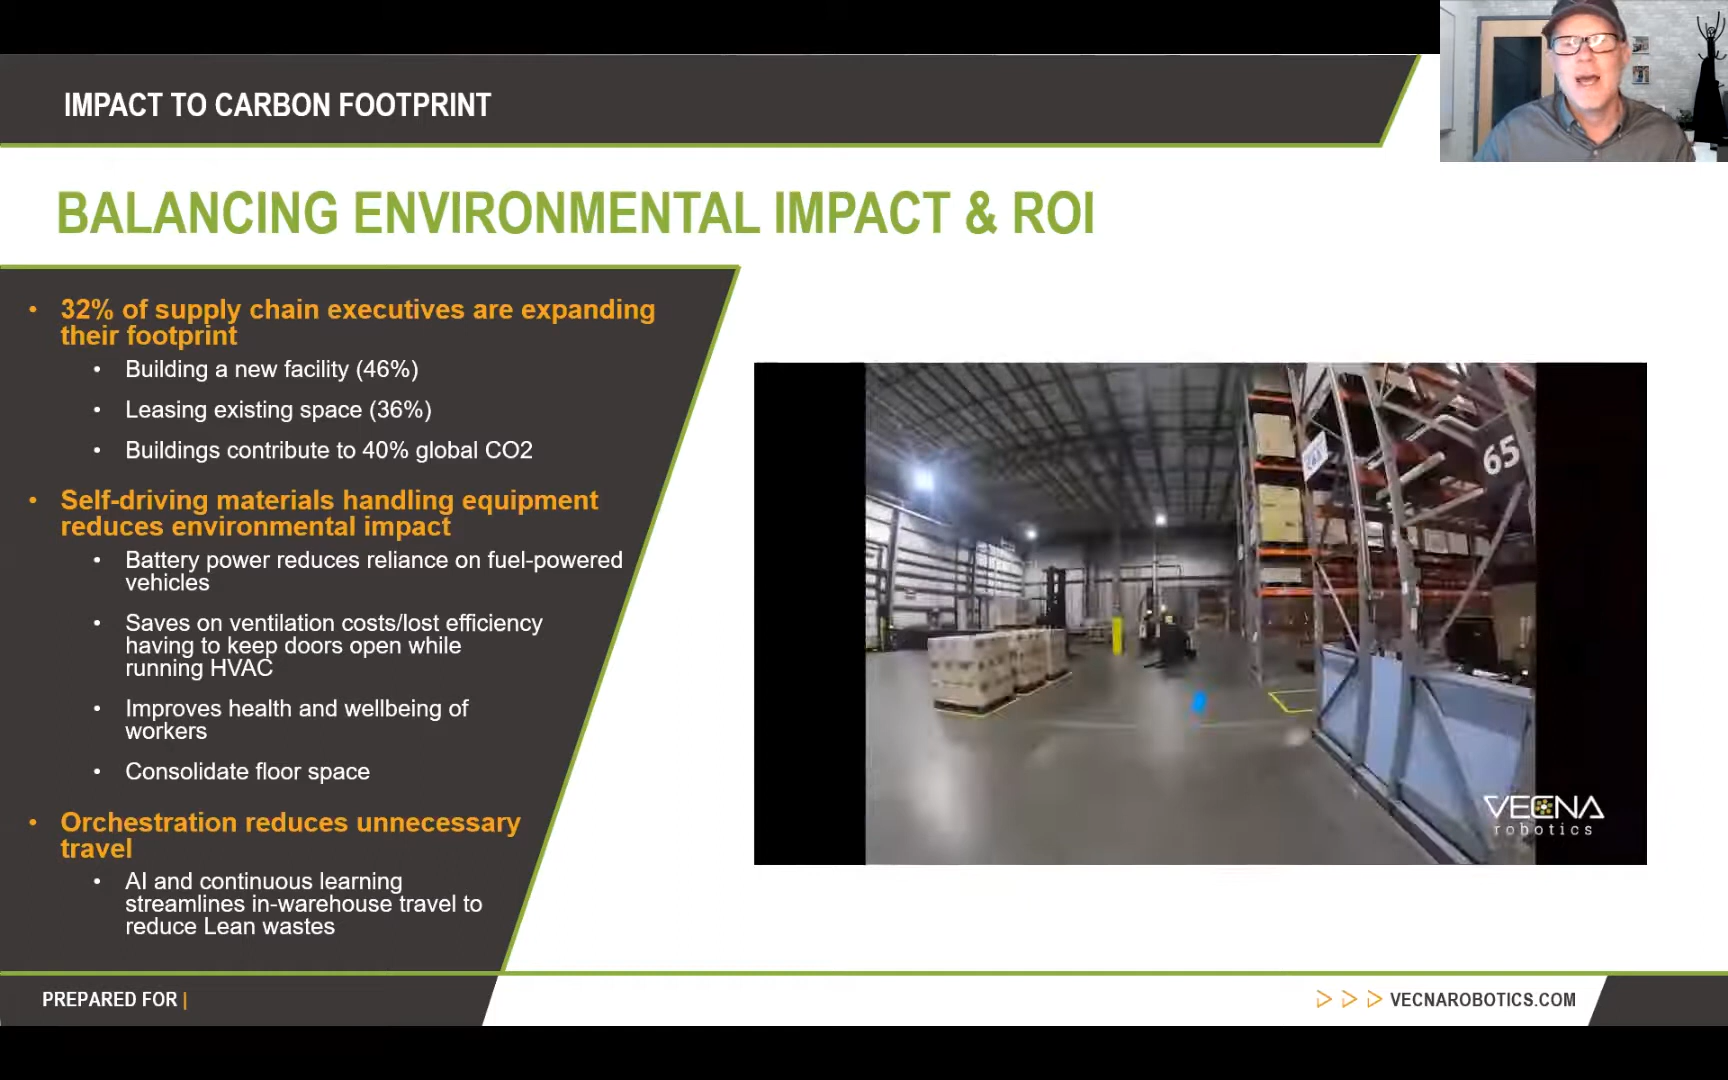 IMPACT TO CARBON FOOTPRINT
BALANCING ENVIRONMENTAL IMPACT & ROI
• 32% of supply chain executives are expanding
their footprint
• Building a new facility (46%)
• Leasing existing space (36%)
• Buildings contribute to 40% global CO2
• Self-driving materials handling equipment
reduces environmental impact
• Battery power reduces reliance on fuel-powered
vehicles
• Saves on ventilation costs/lost efficiency
having to keep doors open while
running HVAC
• Improves health and wellbeing of
workers
• Consolidate floor space
• Orchestration reduces unnecessary
travel
• AI and continuous learning
streamlines in-warehouse travel to
reduce Lean wastes
65
VECNA
robotics
PREPARED FOR |
VECNAROBOTICS.COM